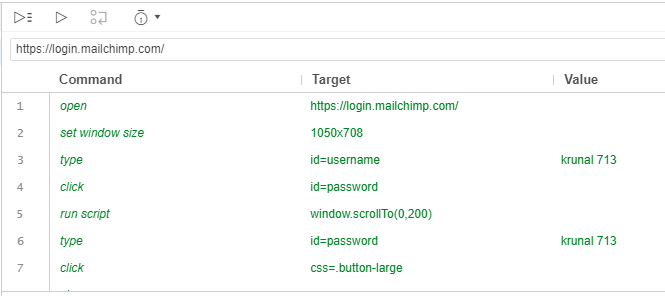 https://login.mailchimp.com/
Command Target Value
1 open https://login.mailchimp.com/
2 set window size 1050x708
3 type id=username krunal 713
4 click id=password
5 run script window.scrollTo(0,200)
6 type id=password krunal 713
7 click css=.button-large